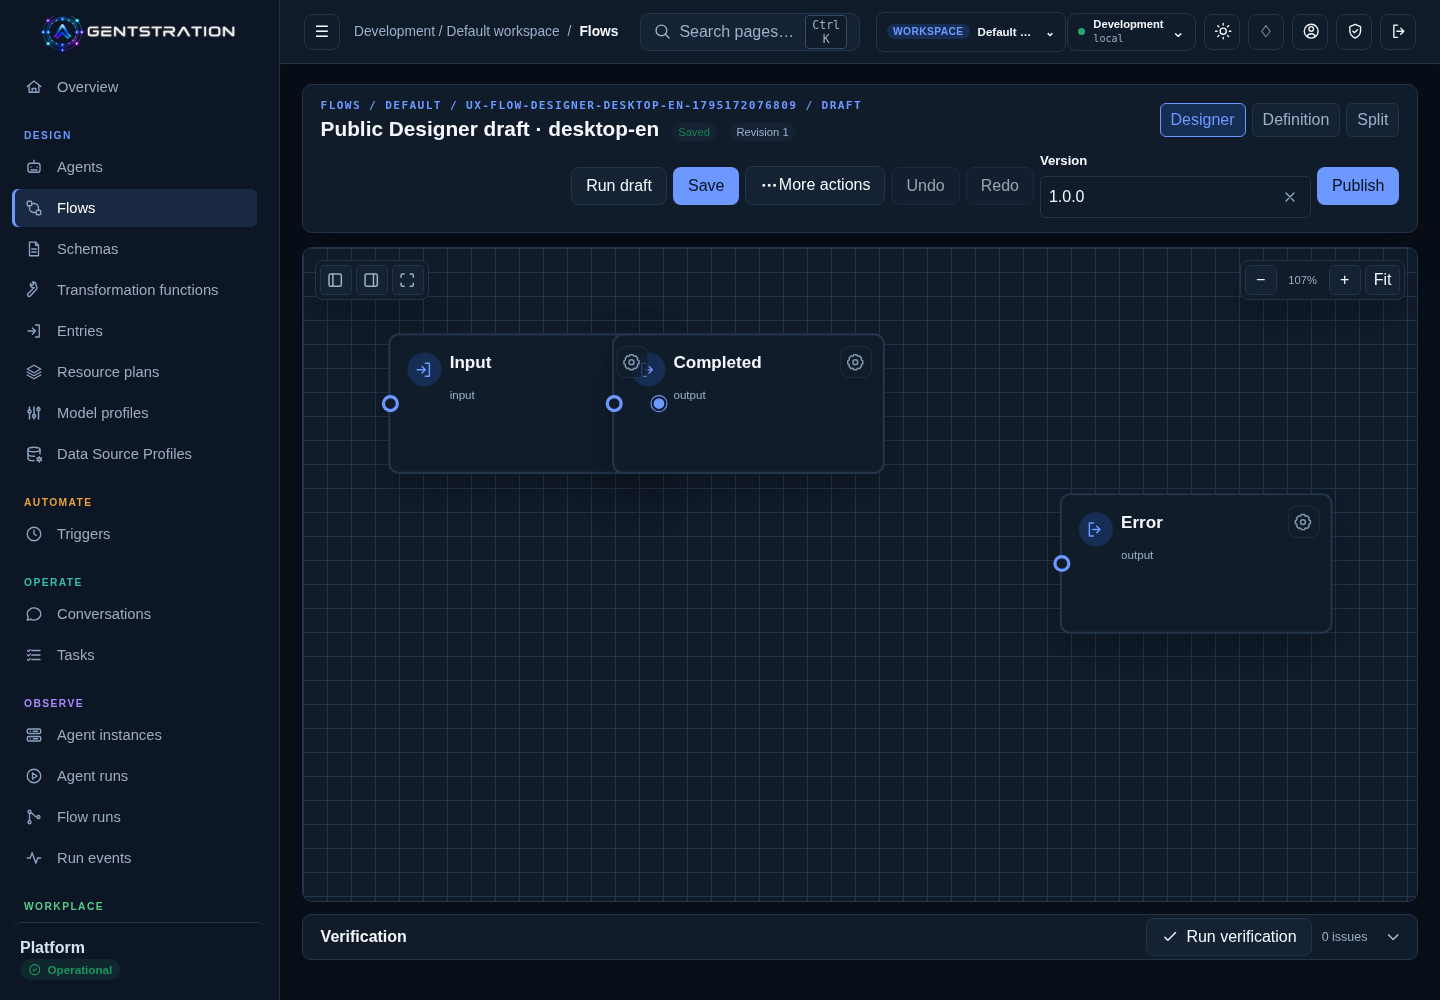 GENTSTRATION
Overview
DESIGN
Agents
Flows
Schemas
Transformation functions
Entries
Resource plans
Model profiles
Data Source Profiles
AUTOMATE
Triggers
OPERATE
Conversations
Tasks
OBSERVE
Agent instances
Agent runs
Flow runs
Run events
WORKPLACE
Platform
Operational
Development / Default workspace / Flows
Search pages…
Ctrl K
WORKSPACE Default …
Development
local
FLOWS / DEFAULT / UX-FLOW-DESIGNER-DESKTOP-EN-1795172076809 / DRAFT
Public Designer draft · desktop-en Saved Revision 1
Designer Definition Split
Version
Run draft Save More actions Undo Redo 1.0.0 Publish
107% Fit
Input
input
Completed
output
Error
output
Verification Run verification 0 issues